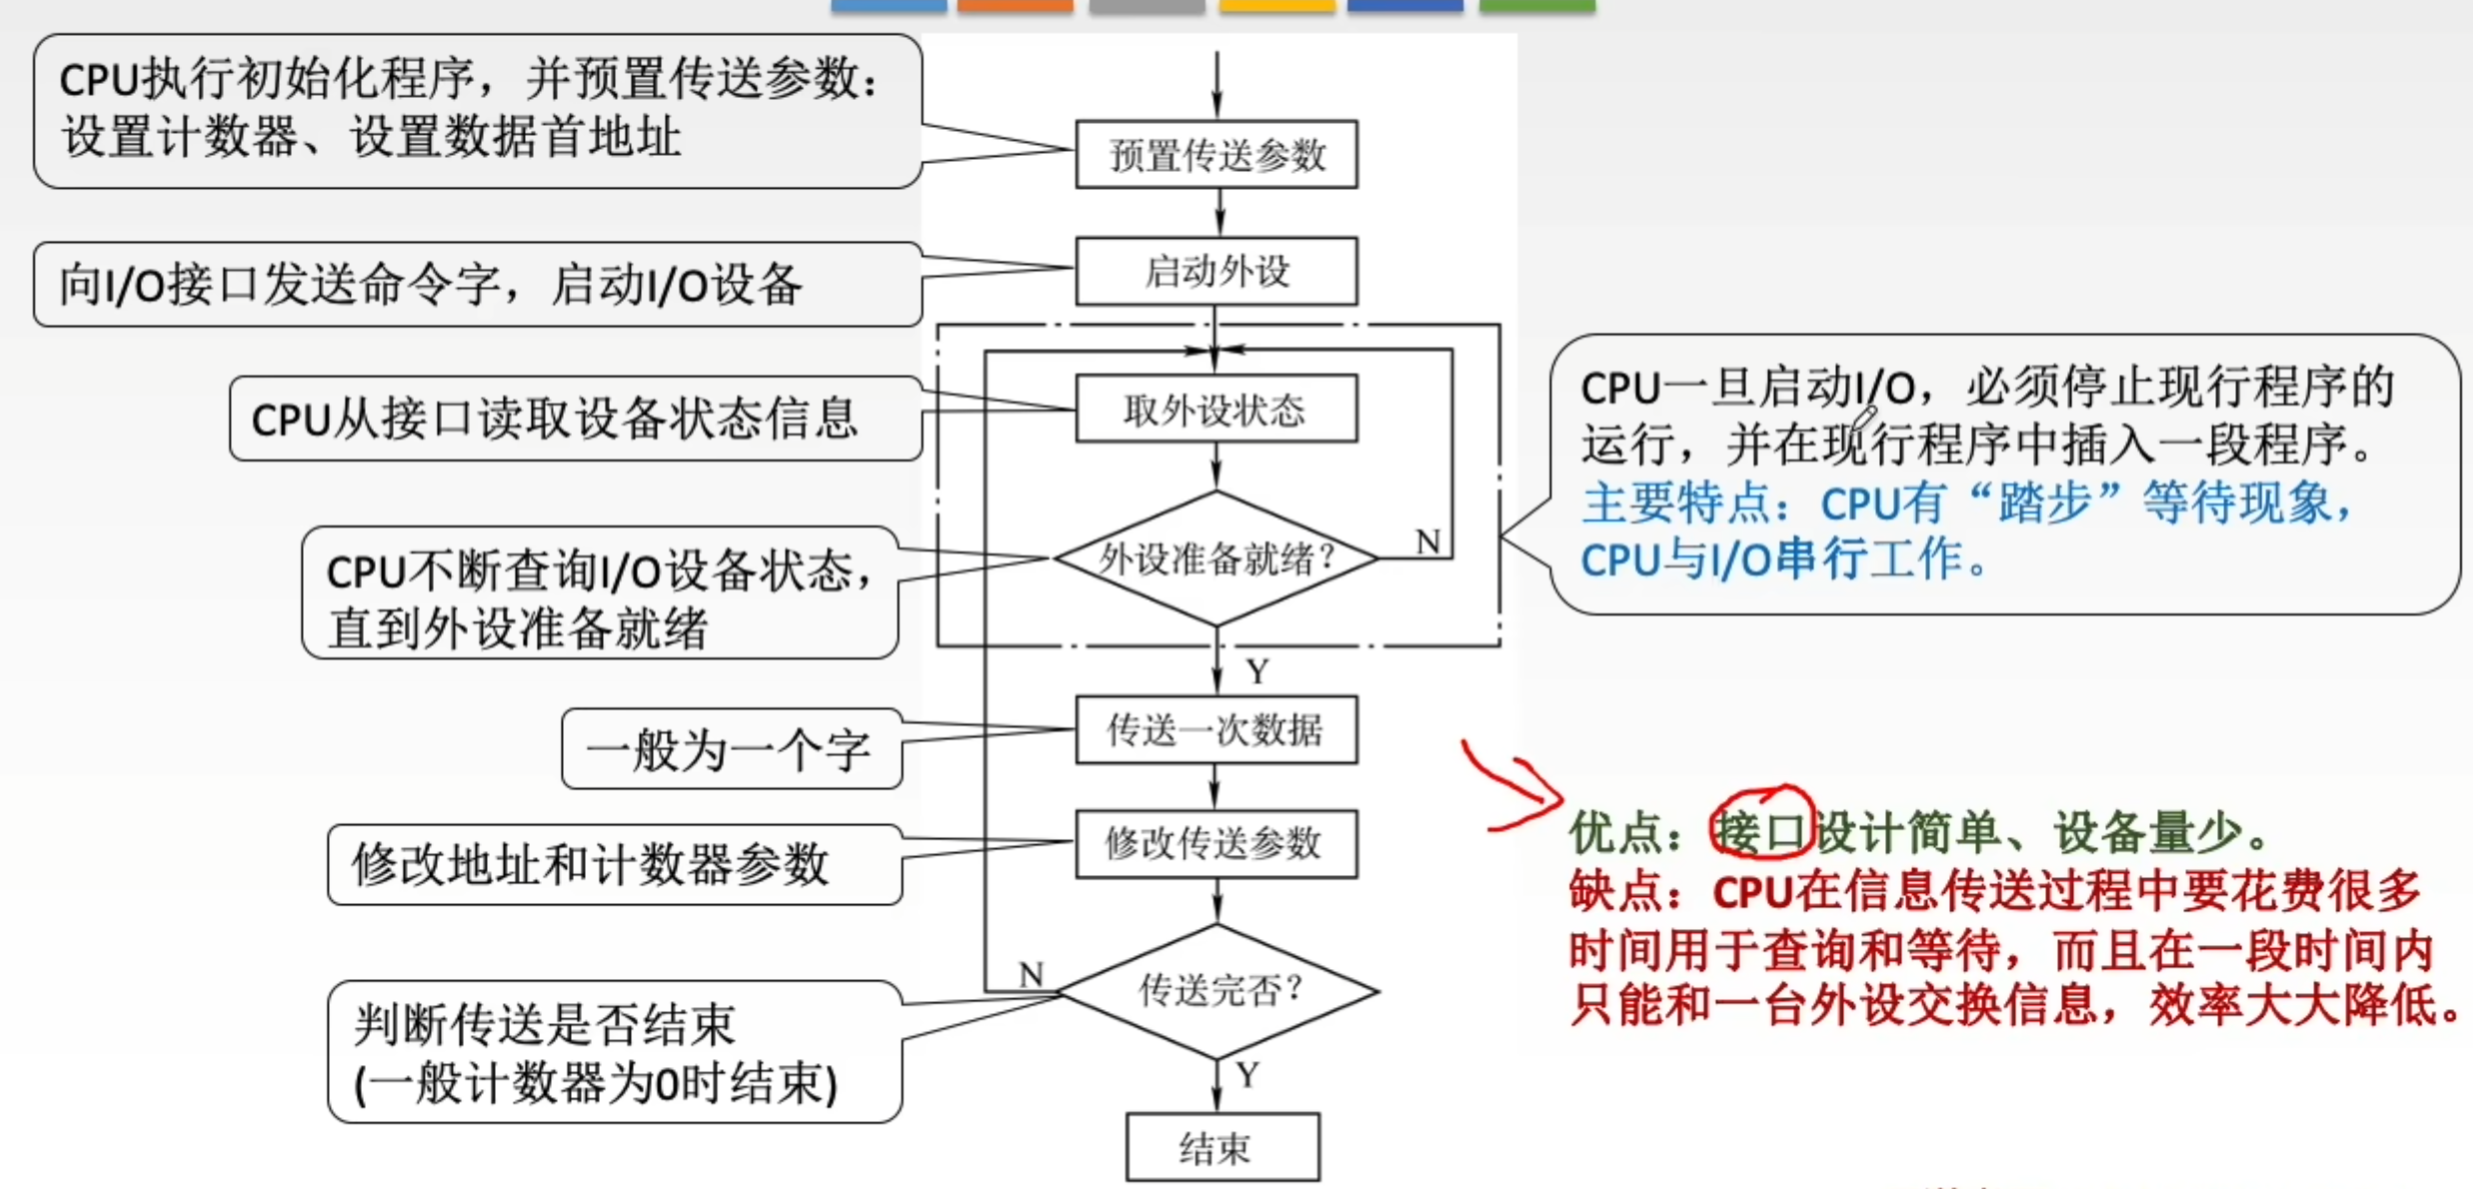 CPU执行初始化程序，并预置传送参数：
设置计数器、设置数据首地址
预置传送参数
向I/O接口发送命令字，启动I/O设备
启动外设
CPU从接口读取设备状态信息
取外设状态
CPU一旦启动I/O，必须停止现行程序的
运行，并在现行程序中插入一段程序。
主要特点：CPU有“踏步”等待现象，
CPU与I/O串行工作。
CPU不断查询I/O设备状态，
直到外设准备就绪
外设准备就绪？
N
Y
一般为一个字
传送一次数据
修改地址和计数器参数
修改传送参数
优点：接口设计简单、设备量少。
缺点：CPU在信息传送过程中要花费很多
时间用于查询和等待，而且在一段时间内
只能和一台外设交换信息，效率大大降低。
判断传送是否结束
(一般计数器为0时结束)
N
传送完否？
Y
结束